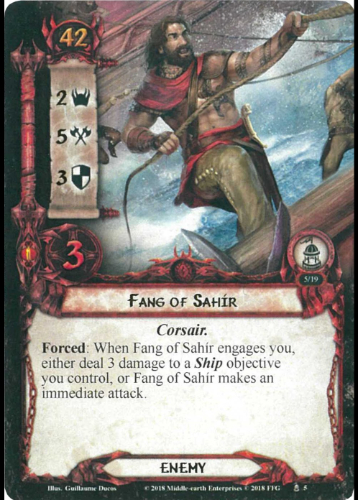 42
2
5
3
3
5/19
Fang of Sahír
Corsair.
Forced: When Fang of Sahír engages you,
either deal 3 damage to a Ship objective
you control, or Fang of Sahír makes an
immediate attack.
Illus. Guillaume Ducos
ENEMY
© 2018 Middle-earth Enterprises © 2018 FFG
5